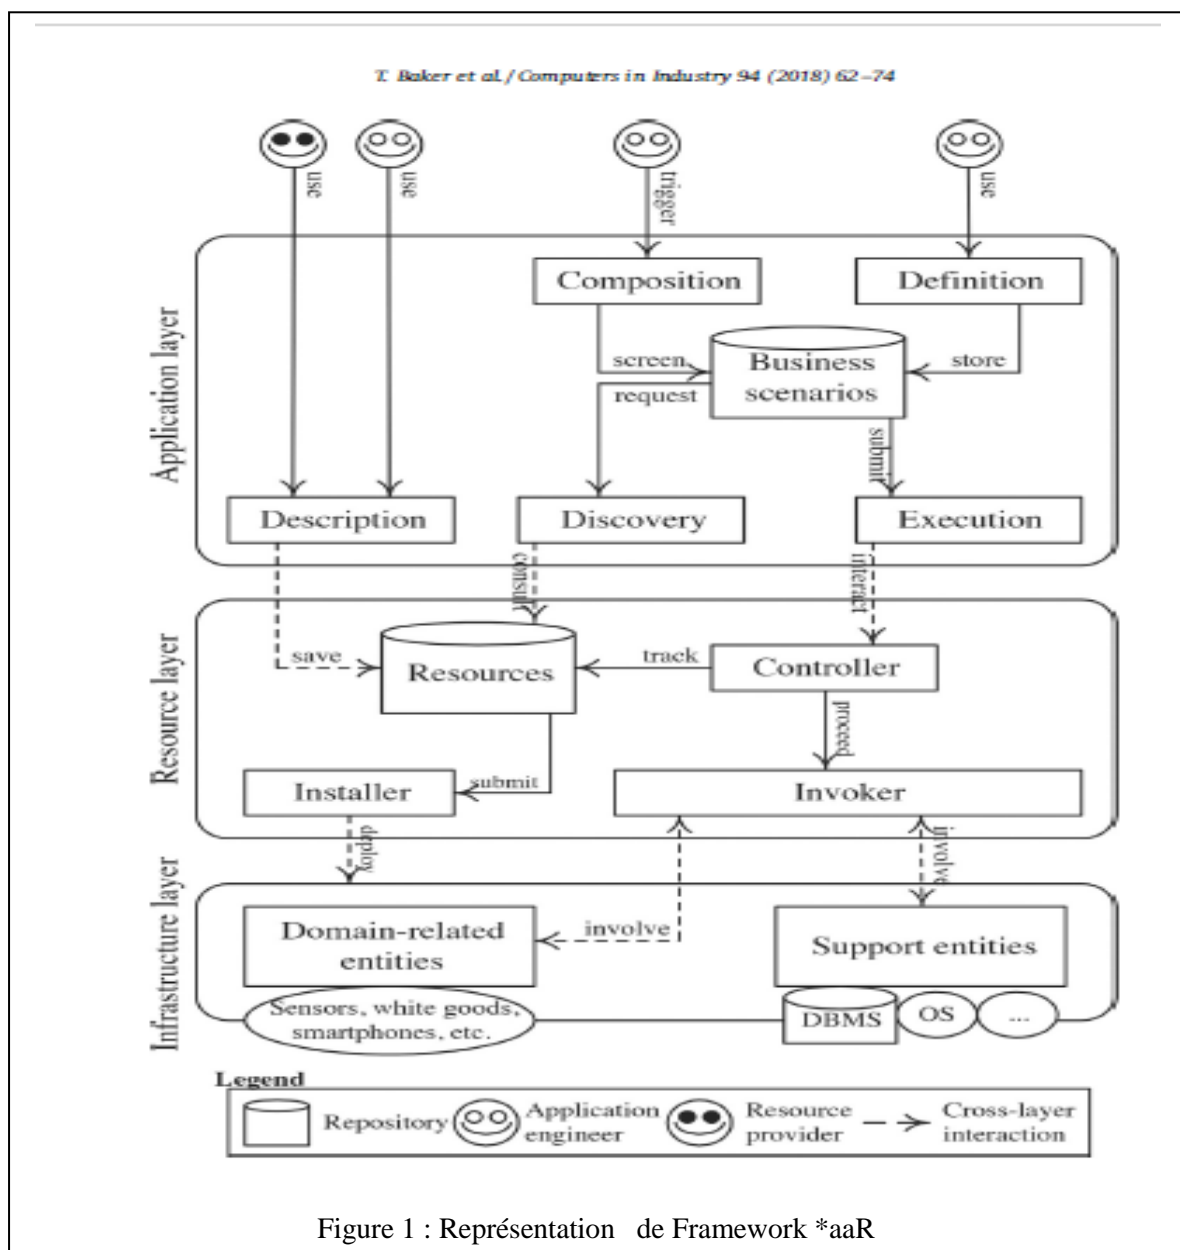 T. Baker et al. / Computers in Industry 94 (2018) 62–74
use
use
trigger
use
Application layer
Composition
Definition
screen
Business
scenarios
store
request
submit
Description
Discovery
Execution
consult
interact
Resource layer
save
Resources
track
Controller
proceed
Installer
submit
Invoker
deploy
involve
Infrastructure layer
Domain-related
entities
involve
Support entities
Sensors, white goods,
smartphones, etc.
DBMS
OS
...
Legend
Repository
Application
engineer
Resource
provider
Cross-layer
interaction
Figure 1 : Représentation de Framework *aaR